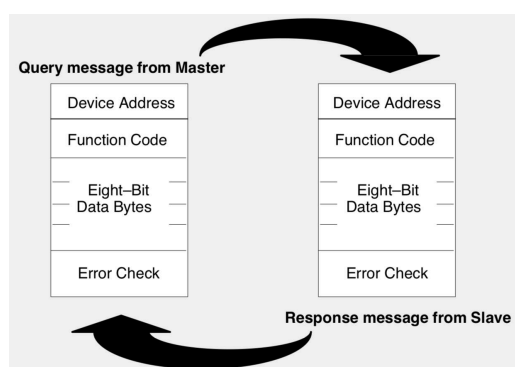 Query message from Master
Device Address
Function Code
Eight–Bit
Data Bytes
Error Check
Device Address
Function Code
Eight–Bit
Data Bytes
Error Check
Response message from Slave